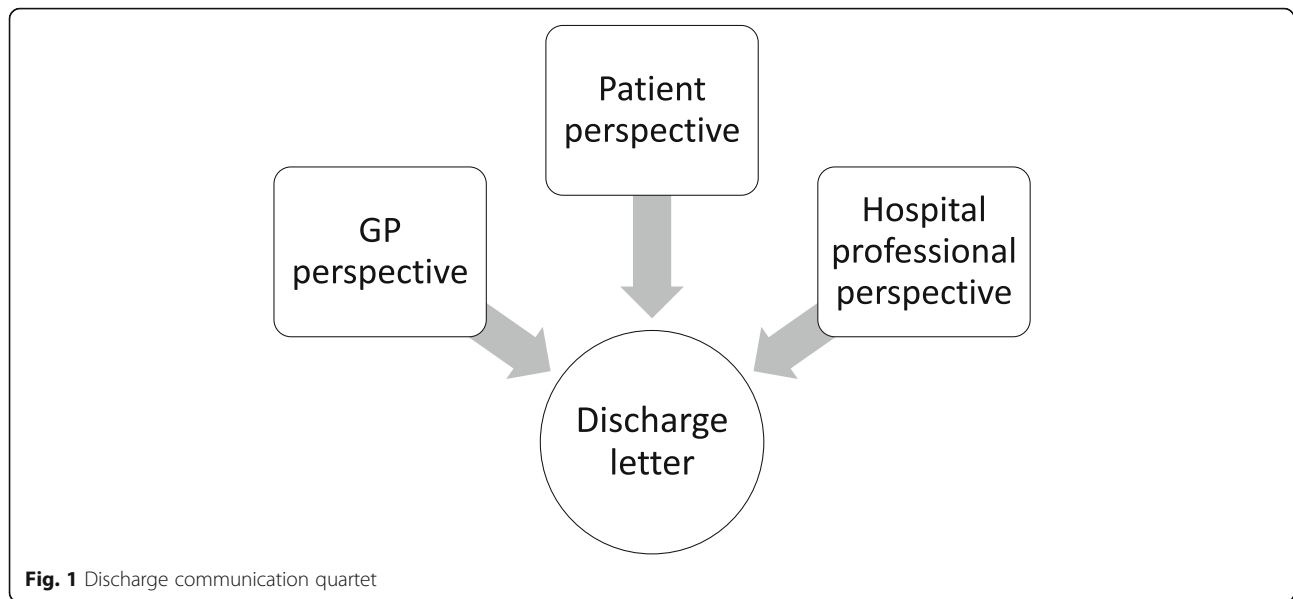 Patient
perspective
GP
perspective
Hospital
professional
perspective
Discharge
letter
Fig. 1 Discharge communication quartet